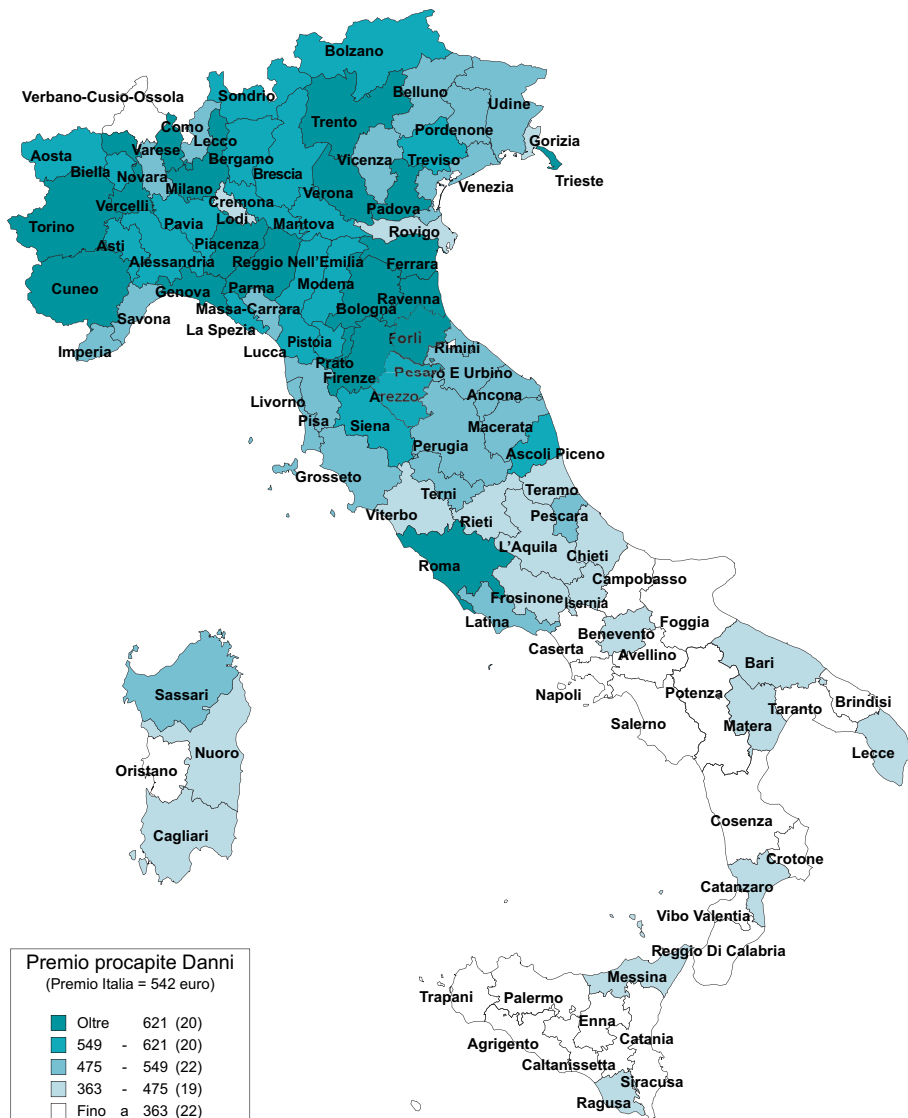 Bolzano
Verbano-Cusio-Ossola
Sondrio
Belluno
Udine
Como
Trento
Lecco
Pordenone
Gorizia
Aosta
Varese
Bergamo
Vicenza
Treviso
Biella
Novara
Brescia
Trieste
Milano
Verona
Venezia
Vercelli
Cremona
Padova
Torino
Lodi
Pavia
Mantova
Rovigo
Asti
Piacenza
Alessandria
Reggio Nell'Emilia
Ferrara
Cuneo
Genova
Parma
Modena
Ravenna
Massa-Carrara
Bologna
Savona
La Spezia
Pistoia
Forli
Imperia
Lucca
Rimini
Prato
Firenze
Pesaro E Urbino
Livorno
Arezzo
Ancona
Pisa
Siena
Macerata
Perugia
Ascoli Piceno
Grosseto
Teramo
Terni
Viterbo
Rieti
Pescara
L'Aquila
Chieti
Roma
Campobasso
Frosinone
Isernia
Latina
Foggia
Benevento
Caserta
Avellino
Bari
Sassari
Napoli
Potenza
Brindisi
Salerno
Matera
Taranto
Nuoro
Lecce
Oristano
Cagliari
Cosenza
Crotone
Catanzaro
Vibo Valentia
Reggio Di Calabria
Messina
Trapani
Palermo
Enna
Agrigento
Catania
Caltanissetta
Siracusa
Ragusa
Premio procapite Danni
(Premio Italia = 542 euro)
Oltre 621 (20)
549 - 621 (20)
475 - 549 (22)
363 - 475 (19)
Fino a 363 (22)